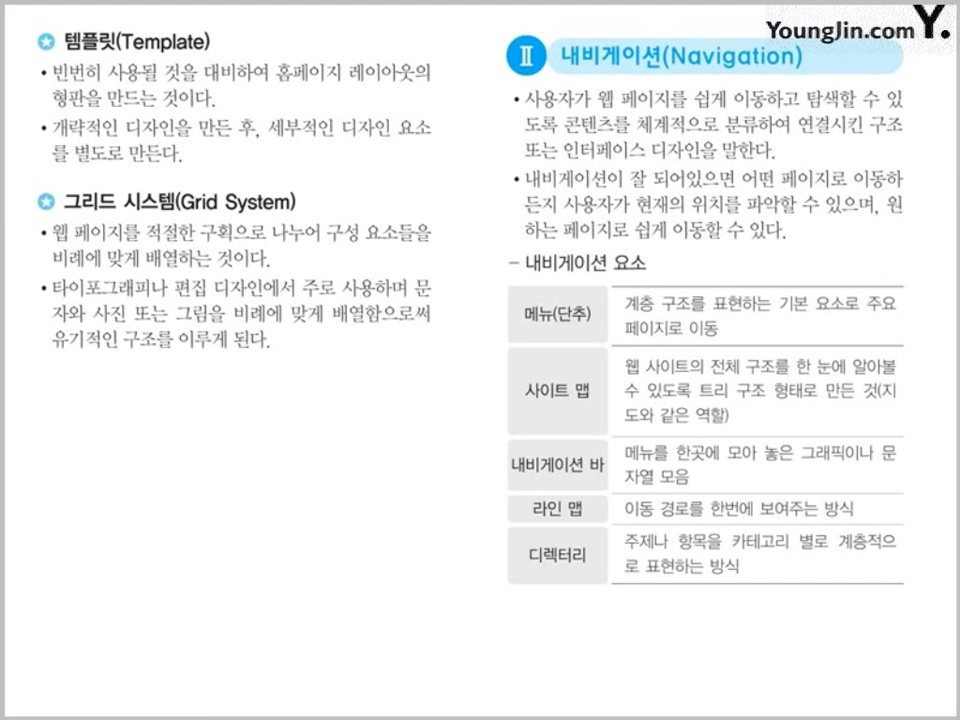 템플릿(Template)
• 빈번히 사용될 것을 대비하여 홈페이지 레이아웃의
형판을 만드는 것이다.
• 개략적인 디자인을 만든 후, 세부적인 디자인 요소
를 별도로 만든다.
그리드 시스템(Grid System)
• 웹 페이지를 적절한 구획으로 나누어 구성 요소들을
비례에 맞게 배열하는 것이다.
• 타이포그래피나 편집 디자인에서 주로 사용하며 문
자와 사진 또는 그림을 비례에 맞게 배열함으로써
유기적인 구조를 이루게 된다.
YoungJin.com Y.
Ⅱ 내비게이션(Navigation)
• 사용자가 웹 페이지를 쉽게 이동하고 탐색할 수 있
도록 콘텐츠를 체계적으로 분류하여 연결시킨 구조
또는 인터페이스 디자인을 말한다.
• 내비게이션이 잘 되어있으면 어떤 페이지로 이동하
든지 사용자가 현재의 위치를 파악할 수 있으며, 원
하는 페이지로 쉽게 이동할 수 있다.
– 내비게이션 요소
메뉴(단추)
계층 구조를 표현하는 기본 요소로 주요
페이지로 이동
사이트 맵
웹 사이트의 전체 구조를 한 눈에 알아볼
수 있도록 트리 구조 형태로 만든 것(지
도와 같은 역할)
내비게이션 바
메뉴를 한곳에 모아 놓은 그래픽이나 문
자열 모음
라인 맵
이동 경로를 한번에 보여주는 방식
디렉터리
주제나 항목을 카테고리 별로 계층적으
로 표현하는 방식